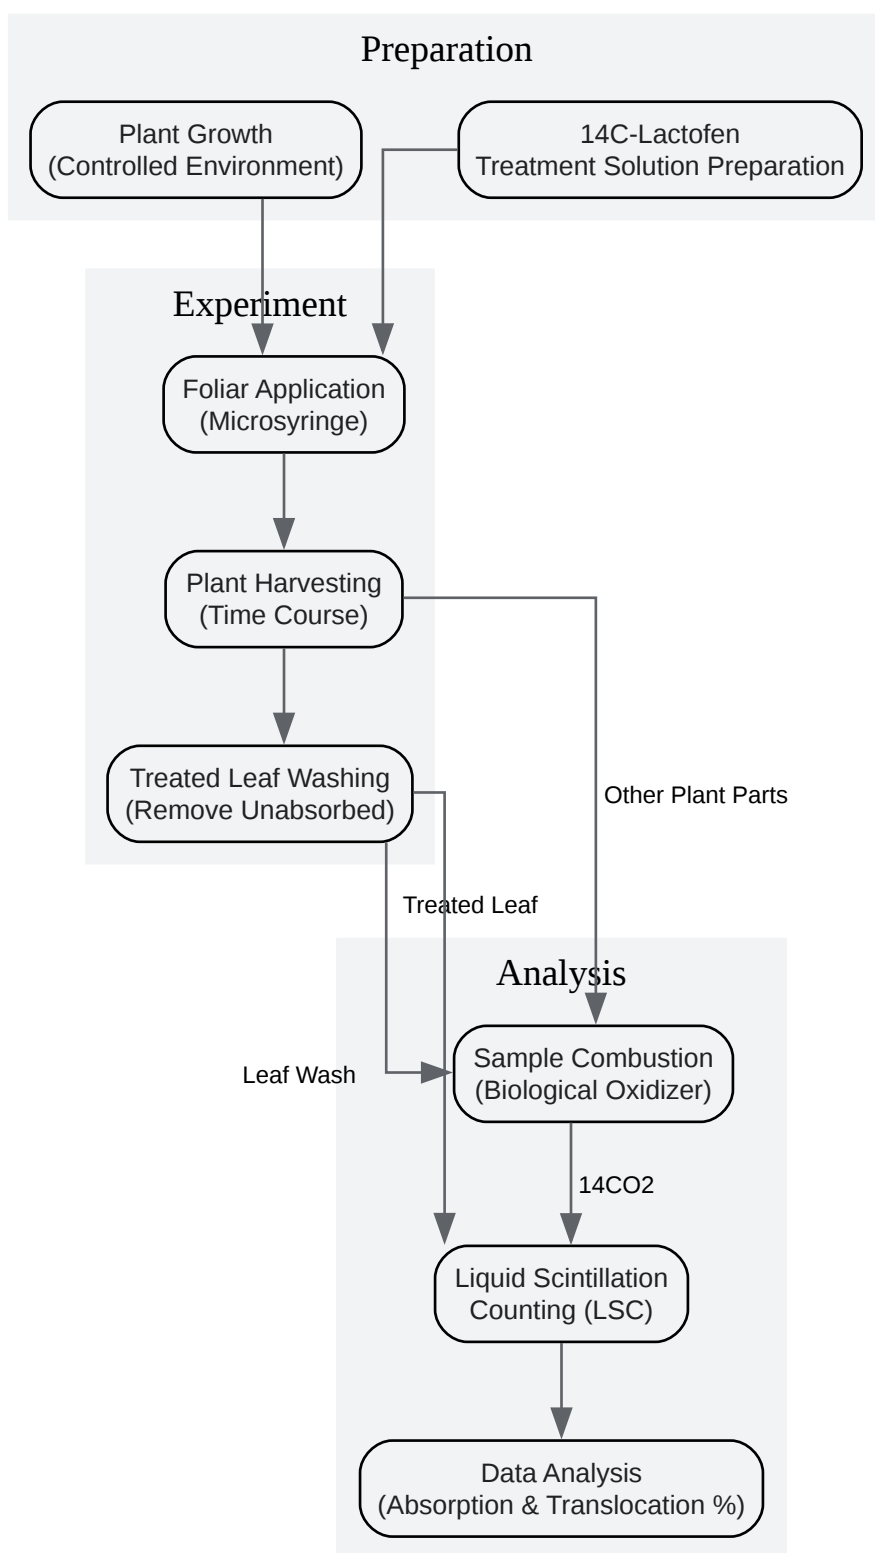 Preparation
Plant Growth
(Controlled Environment)
14C-Lactofen
Treatment Solution Preparation
Experiment
Foliar Application
(Microsyringe)
Plant Harvesting
(Time Course)
Treated Leaf Washing
(Remove Unabsorbed)
Other Plant Parts
Treated Leaf
Analysis
Sample Combustion
(Biological Oxidizer)
Leaf Wash
14CO2
Liquid Scintillation
Counting (LSC)
Data Analysis
(Absorption & Translocation %)